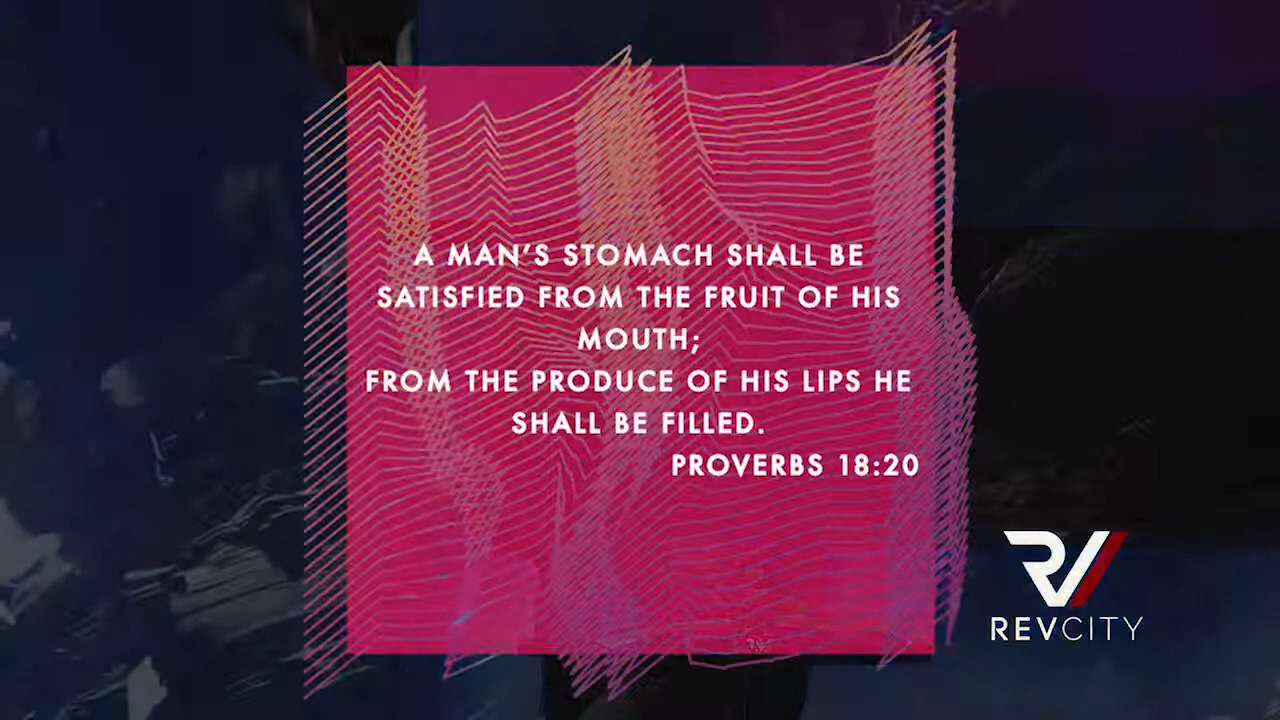 A MAN’S STOMACH SHALL BE
SATISFIED FROM THE FRUIT OF HIS
MOUTH;
FROM THE PRODUCE OF HIS LIPS HE
SHALL BE FILLED.
PROVERBS 18:20
RV
REVCITY